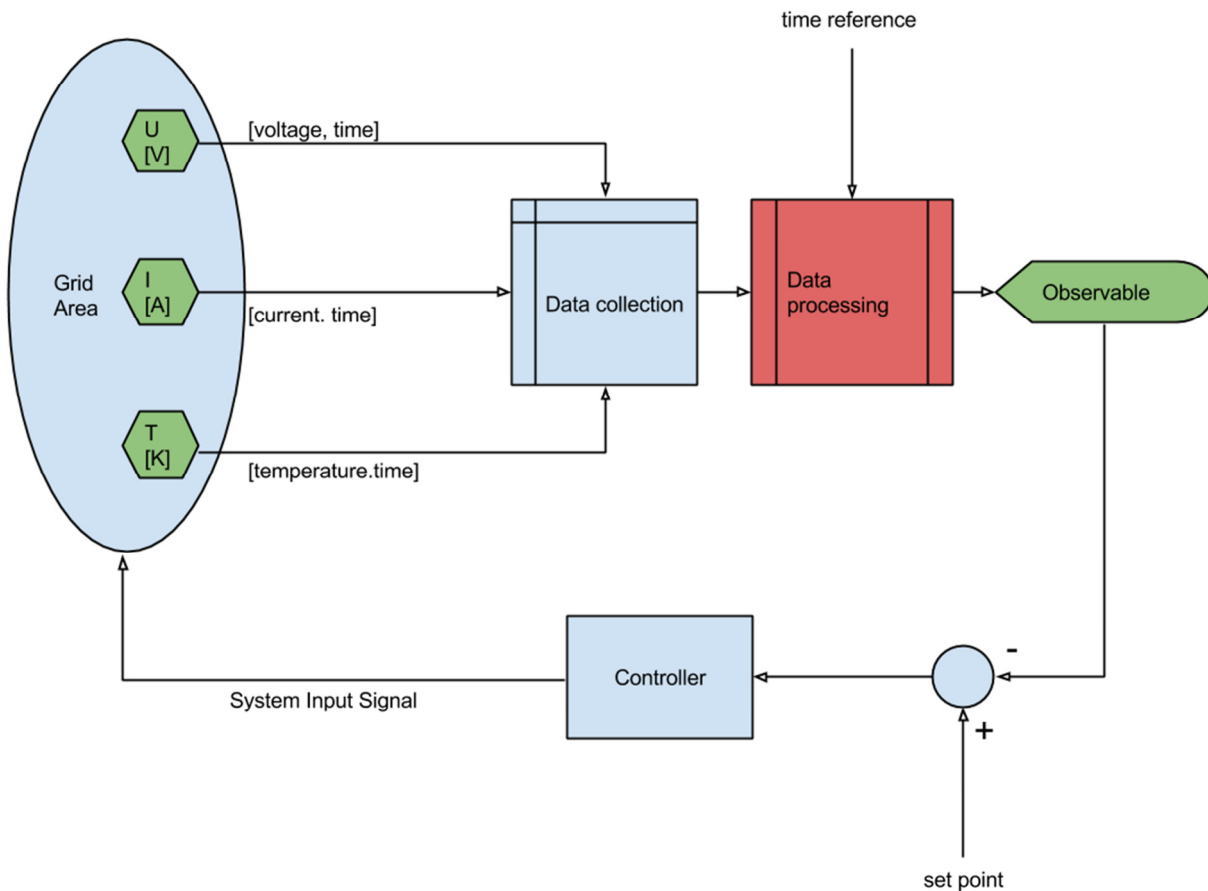 time reference
U
[V]
[voltage, time]
Grid
Area
I
[A]
[current. time]
Data collection
Data
processing
Observable
T
[K]
[temperature.time]
Controller
-
+
System Input Signal
set point